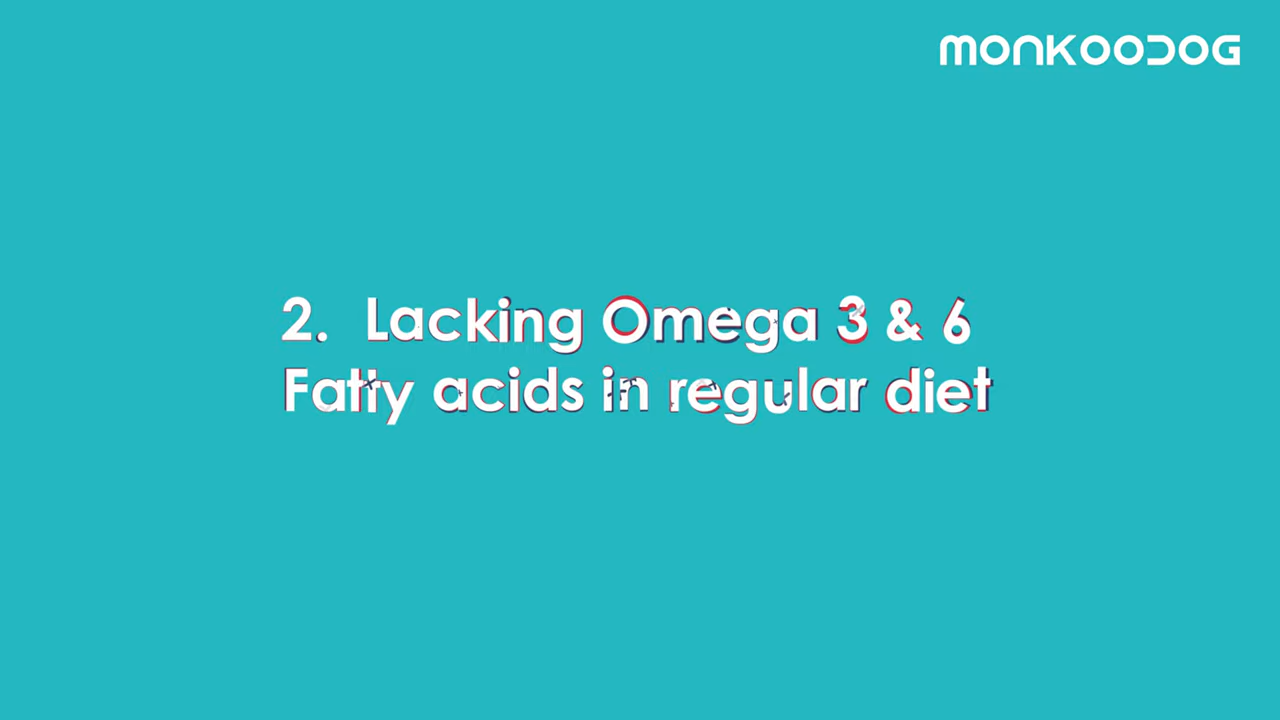 MONKOODOG
2. Lacking Omega 3 & 6
Fatty acids in regular diet